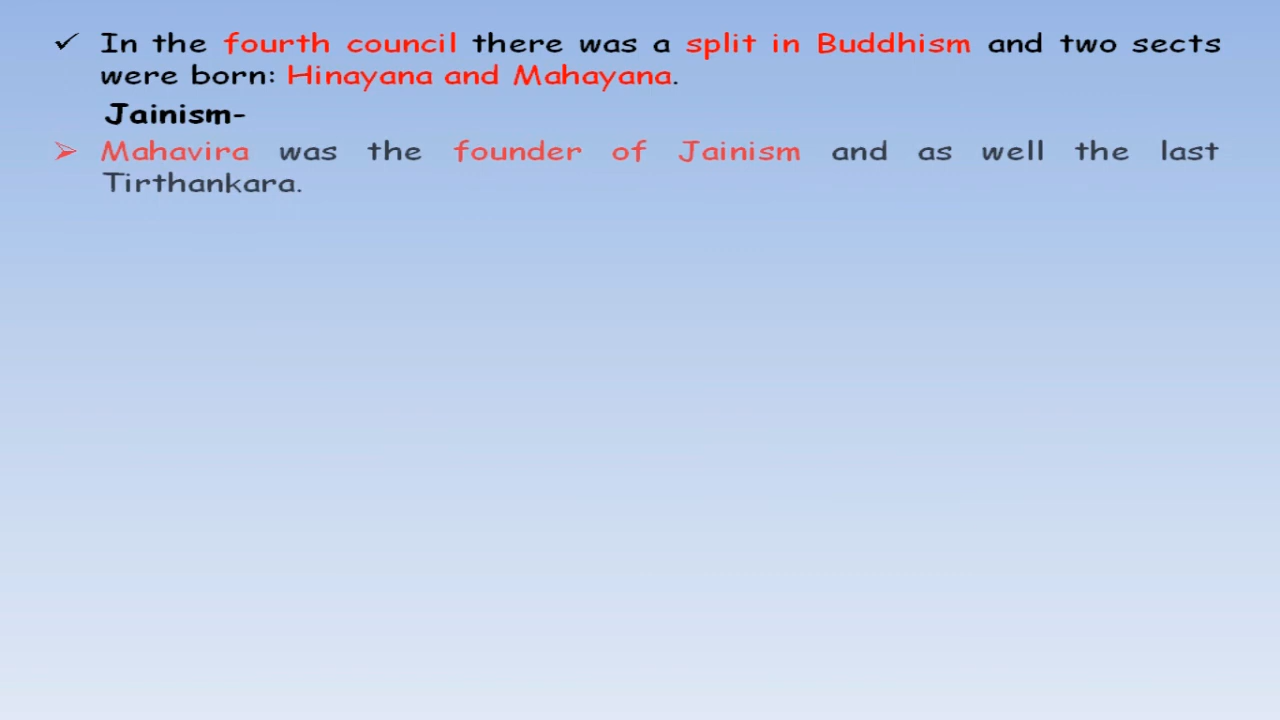 ✓ In the fourth council there was a split in Buddhism and two sects
were born: Hinayana and Mahayana.
Jainism-
➢ Mahavira was the founder of Jainism and as well the last
Tirthankara.